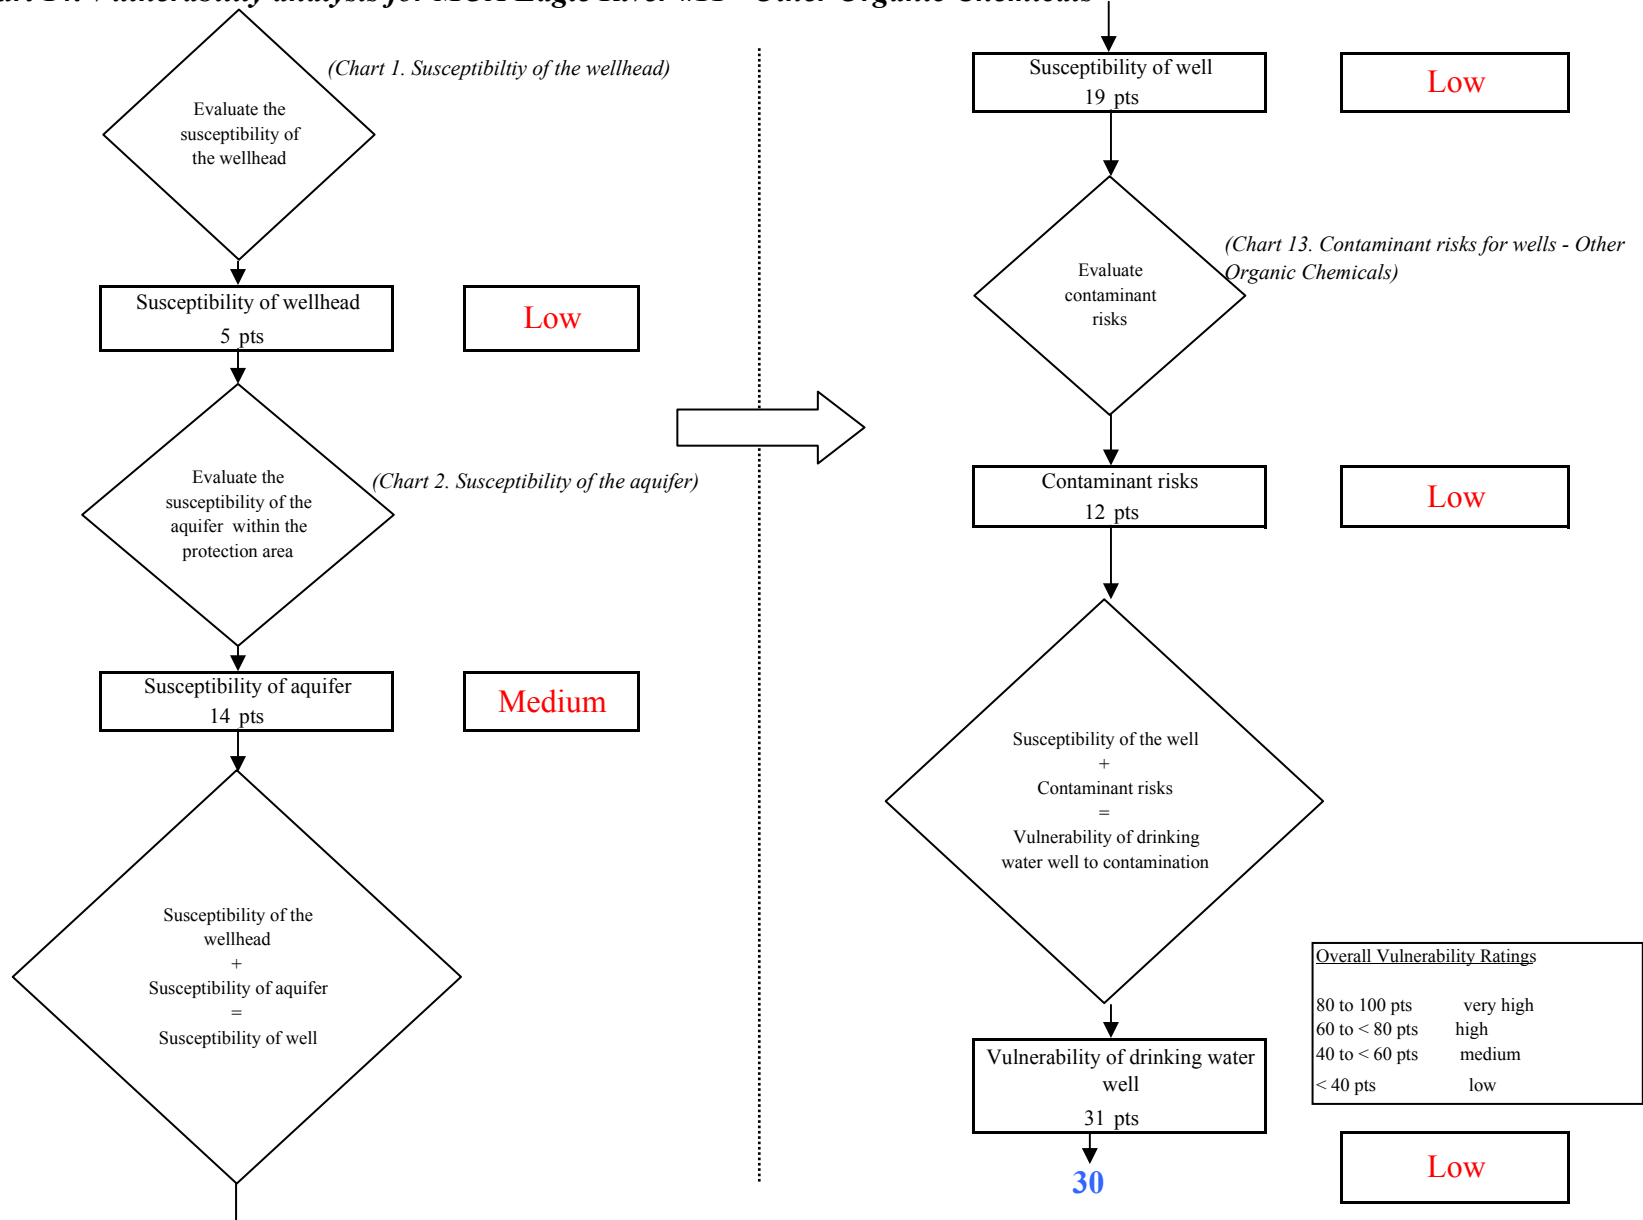 Evaluate the
susceptibility of
the wellhead
(Chart 1. Susceptibiltiy of the wellhead)
Susceptibility of wellhead
5 pts
Low
Evaluate the
susceptibility of the
aquifer within the
protection area
(Chart 2. Susceptibility of the aquifer)
Susceptibility of aquifer
14 pts
Medium
Susceptibility of the
wellhead
+
Susceptibility of aquifer
=
Susceptibility of well
Susceptibility of well
19 pts
Low
Evaluate
contaminant
risks
(Chart 13. Contaminant risks for wells - Other
Organic Chemicals)
Contaminant risks
12 pts
Low
Susceptibility of the well
+
Contaminant risks
=
Vulnerability of drinking
water well to contamination
Vulnerability of drinking water
well
31 pts
30
Overall Vulnerability Ratings
80 to 100 pts very high
60 to < 80 pts high
40 to < 60 pts medium
< 40 pts low
Low